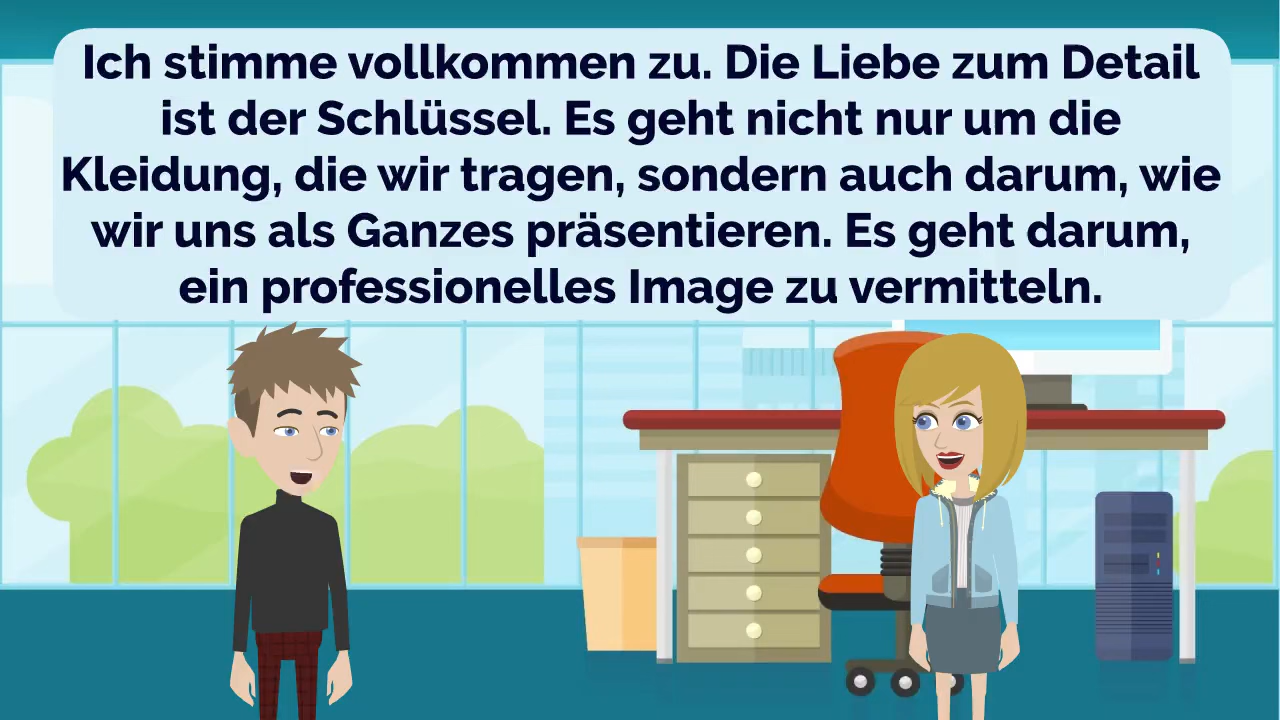 Ich stimme vollkommen zu. Die Liebe zum Detail
ist der Schlüssel. Es geht nicht nur um die
Kleidung, die wir tragen, sondern auch darum, wie
wir uns als Ganzes präsentieren. Es geht darum,
ein professionelles Image zu vermitteln.